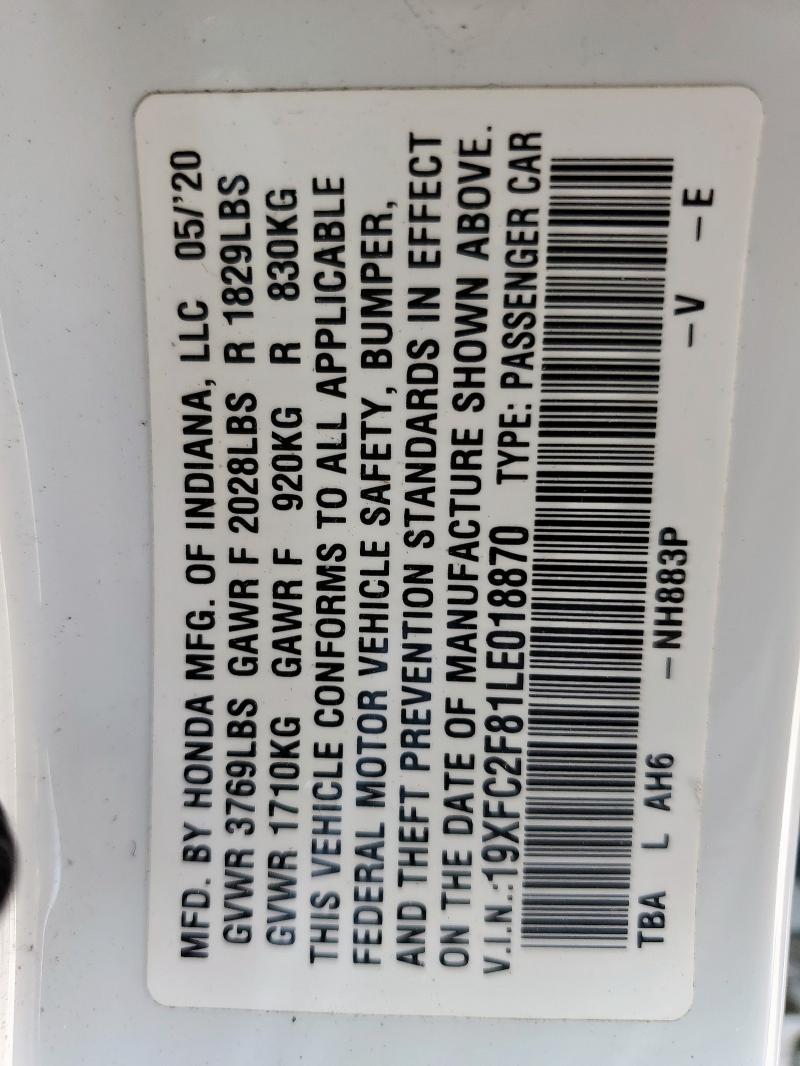 MFD. BY HONDA MFG. OF INDIANA, LLC 05/'20
GVWR 3769LBS GAWR F 2028LBS R 1829LBS
GVWR 1710KG GAWR F 920KG R 830KG
THIS VEHICLE CONFORMS TO ALL APPLICABLE
FEDERAL MOTOR VEHICLE SAFETY, BUMPER,
AND THEFT PREVENTION STANDARDS IN EFFECT
ON THE DATE OF MANUFACTURE SHOWN ABOVE.
V.I.N.:19XFC2F81LE018870 TYPE: PASSENGER CAR
TBA L AH6 –NH883P –V –E